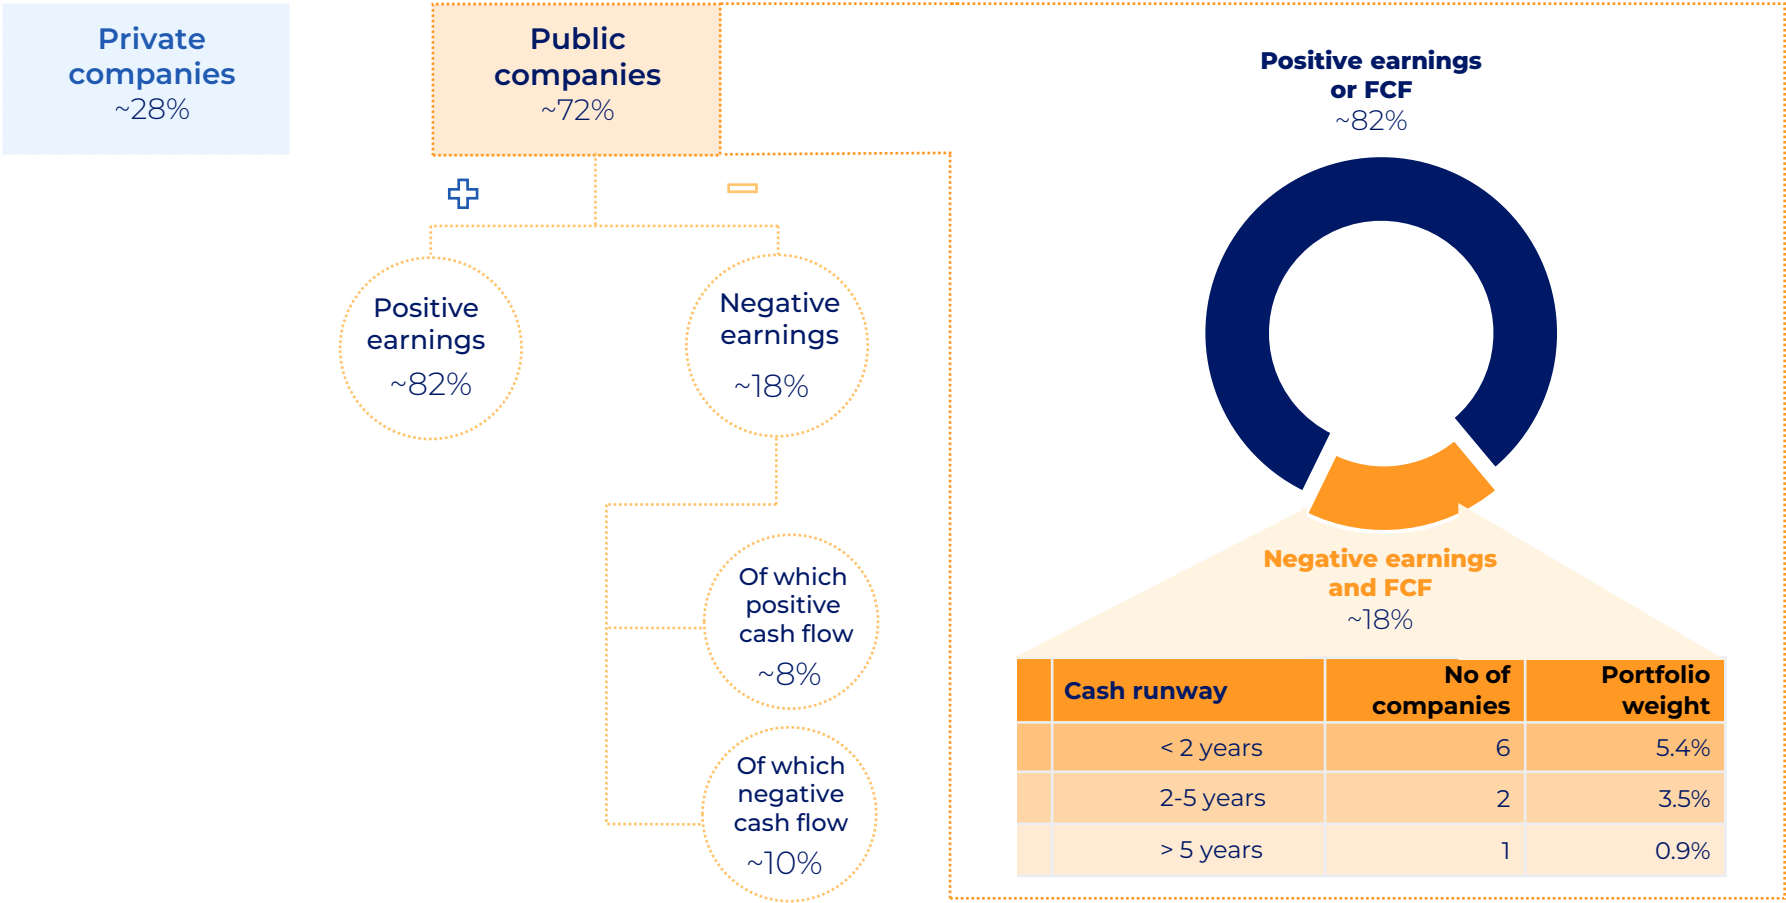 Private
companies
~28%
Public
companies
~72%
Positive
earnings
~82%
Negative
earnings
~18%
Of which
positive
cash flow
~8%
Of which
negative
cash flow
~10%
Positive earnings
or FCF
~82%
Negative earnings
and FCF
~18%
Cash runway No of companies Portfolio weight
< 2 years 6 5.4%
2-5 years 2 3.5%
> 5 years 1 0.9%